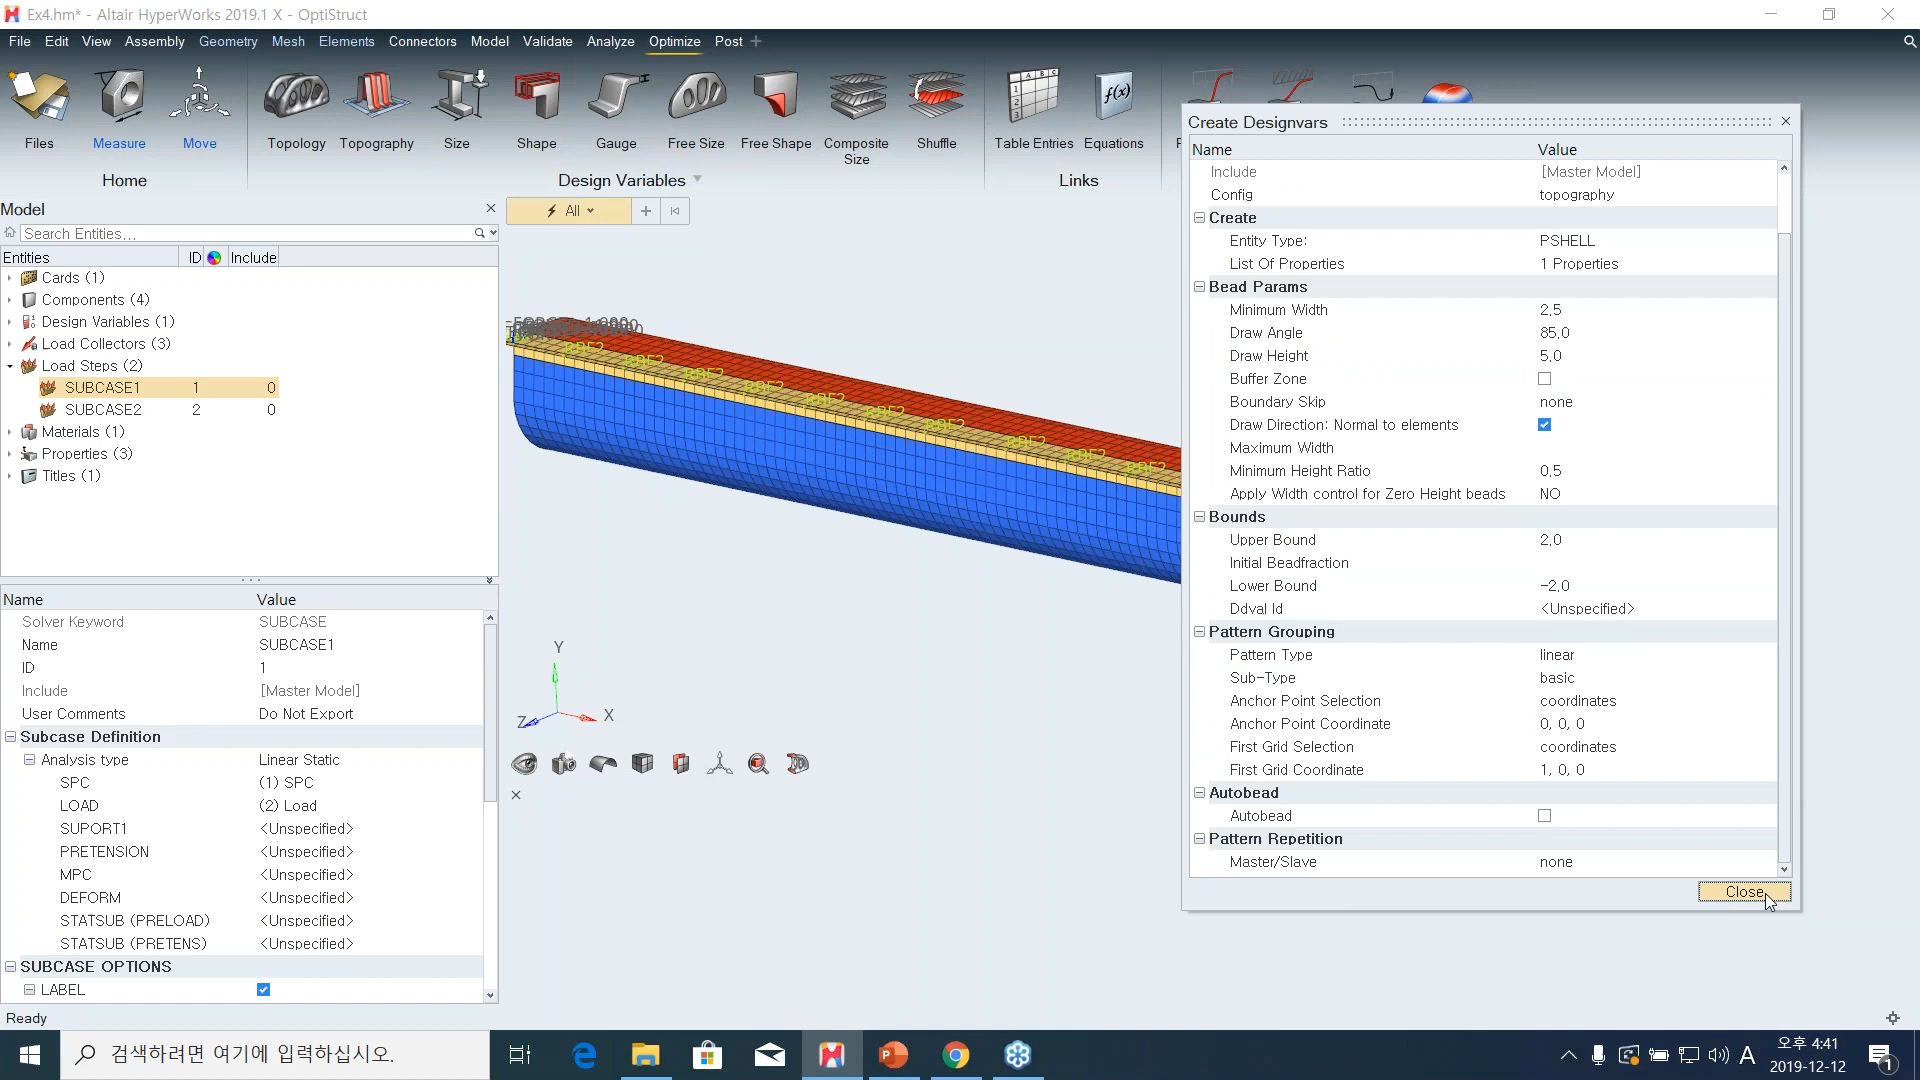 Ex4.hm* - Altair HyperWorks 2019.1 X - OptiStruct
File Edit View Assembly Geometry Mesh Elements Connectors Model Validate Analyze Optimize Post
Files Measure Move Topology Topography Size Shape Gauge Free Size Free Shape Composite Size Shuffle Table Entries Equations
Home Design Variables Links
Model
All
Search Entities...
Entities ID Include
Cards (1)
Components (4)
Design Variables (1)
Load Collectors (3)
Load Steps (2)
SUBCASE1 1 0
SUBCASE2 2 0
Materials (1)
Properties (3)
Titles (1)
Name Value
Solver Keyword SUBCASE
Name SUBCASE1
ID 1
Include [Master Model]
User Comments Do Not Export
Subcase Definition
Analysis type Linear Static
SPC (1) SPC
LOAD (2) Load
SUPORT1 <Unspecified>
PRETENSION <Unspecified>
MPC <Unspecified>
DEFORM <Unspecified>
STATSUB (PRELOAD) <Unspecified>
STATSUB (PRETENS) <Unspecified>
SUBCASE OPTIONS
LABEL
Ready
RBE2 RBE2 RBE2 RBE2 RBE2 RBE2 RBE2 RBE2 RBE2 RBE2
Y
Z X
Create Designvars
Name Value
Include [Master Model]
Config topography
Create
Entity Type: PSHELL
List Of Properties 1 Properties
Bead Params
Minimum Width 2.5
Draw Angle 85.0
Draw Height 5.0
Buffer Zone
Boundary Skip none
Draw Direction: Normal to elements
Maximum Width
Minimum Height Ratio 0.5
Apply Width control for Zero Height beads NO
Bounds
Upper Bound 2.0
Initial Beadfraction
Lower Bound -2.0
Ddval Id <Unspecified>
Pattern Grouping
Pattern Type linear
Sub-Type basic
Anchor Point Selection coordinates
Anchor Point Coordinate 0, 0, 0
First Grid Selection coordinates
First Grid Coordinate 1, 0, 0
Autobead
Autobead
Pattern Repetition
Master/Slave none
Close
검색하려면 여기에 입력하십시오.
A
오후 4:41
2019-12-12
1